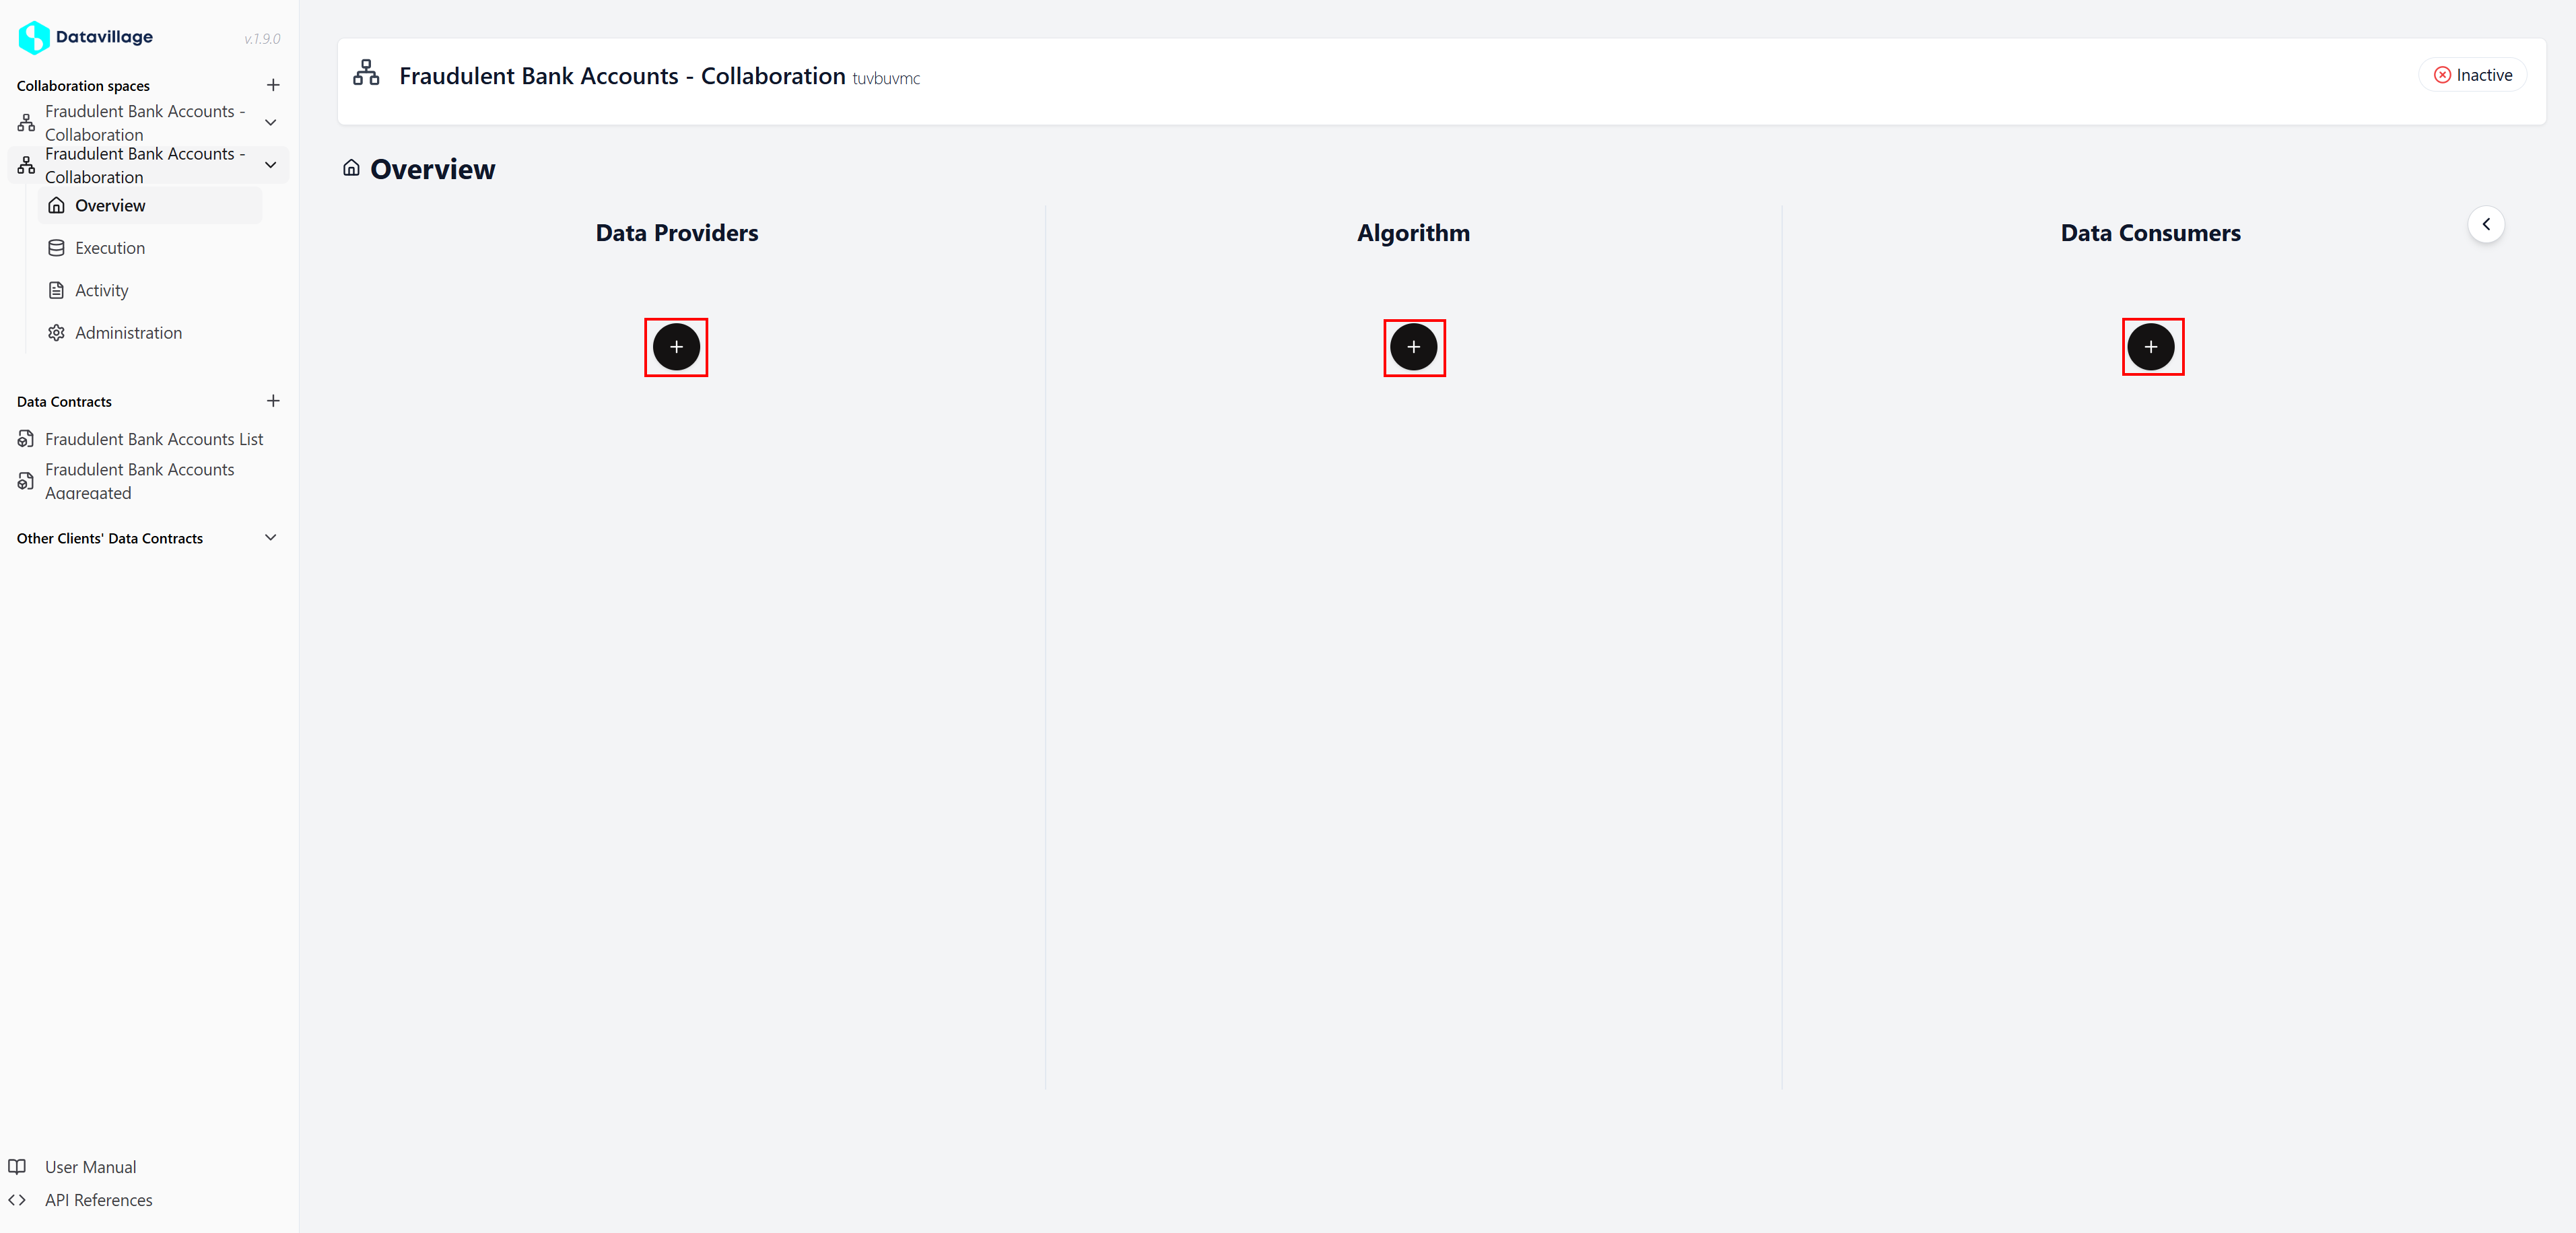 Datavillage
v.1.9.0
Collaboration spaces
Fraudulent Bank Accounts -
Collaboration
Fraudulent Bank Accounts -
Collaboration
Overview
Execution
Activity
Administration
Data Contracts
Fraudulent Bank Accounts List
Fraudulent Bank Accounts
Aggregated
Other Clients' Data Contracts
User Manual
API References
Fraudulent Bank Accounts - Collaboration tuvbuvmc
Inactive
Overview
Data Providers
Algorithm
Data Consumers